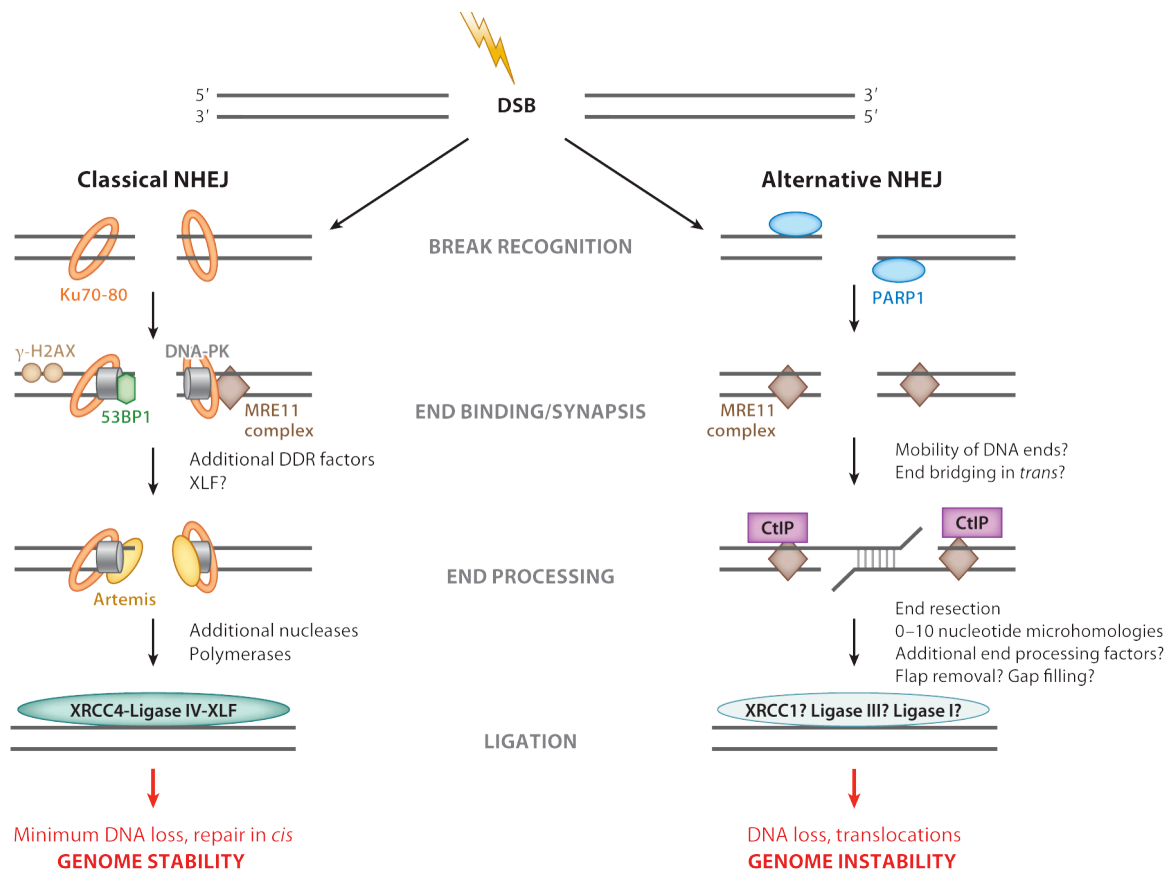 5′
3′
DSB
3′
5′
Classical NHEJ
Alternative NHEJ
BREAK RECOGNITION
Ku70-80
PARP1
γ-H2AX
DNA-PK
53BP1
MRE11
complex
END BINDING/SYNAPSIS
MRE11
complex
Additional DDR factors
XLF?
Mobility of DNA ends?
End bridging in trans?
CtIP
CtIP
Artemis
END PROCESSING
Additional nucleases
Polymerases
End resection
0–10 nucleotide microhomologies
Additional end processing factors?
Flap removal? Gap filling?
XRCC4-Ligase IV-XLF
LIGATION
XRCC1? Ligase III? Ligase I?
Minimum DNA loss, repair in cis
GENOME STABILITY
DNA loss, translocations
GENOME INSTABILITY